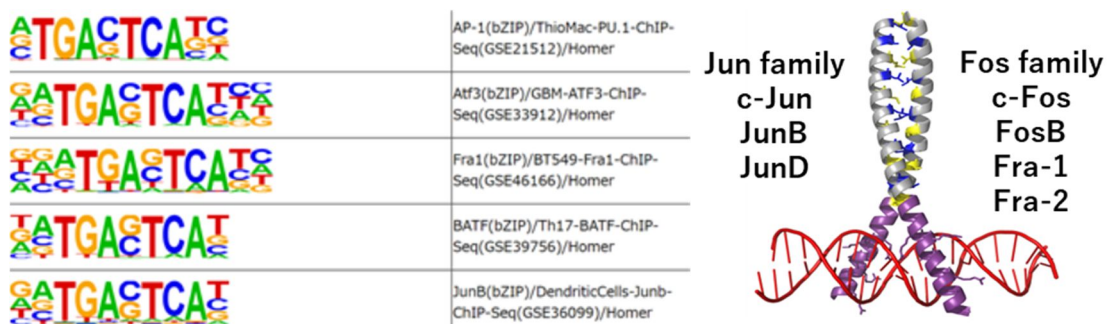 AP-1(bZIP)/ThioMac-PU.1-ChIP-
Seq(GSE21512)/Homer
Atf3(bZIP)/GBM-ATF3-ChIP-
Seq(GSE33912)/Homer
Fra1(bZIP)/BT549-Fra1-ChIP-
Seq(GSE46166)/Homer
BATF(bZIP)/Th17-BATF-ChIP-
Seq(GSE39756)/Homer
JunB(bZIP)/DendriticCells-Junb-
ChIP-Seq(GSE36099)/Homer
Jun family
c-Jun
JunB
JunD
Fos family
c-Fos
FosB
Fra-1
Fra-2